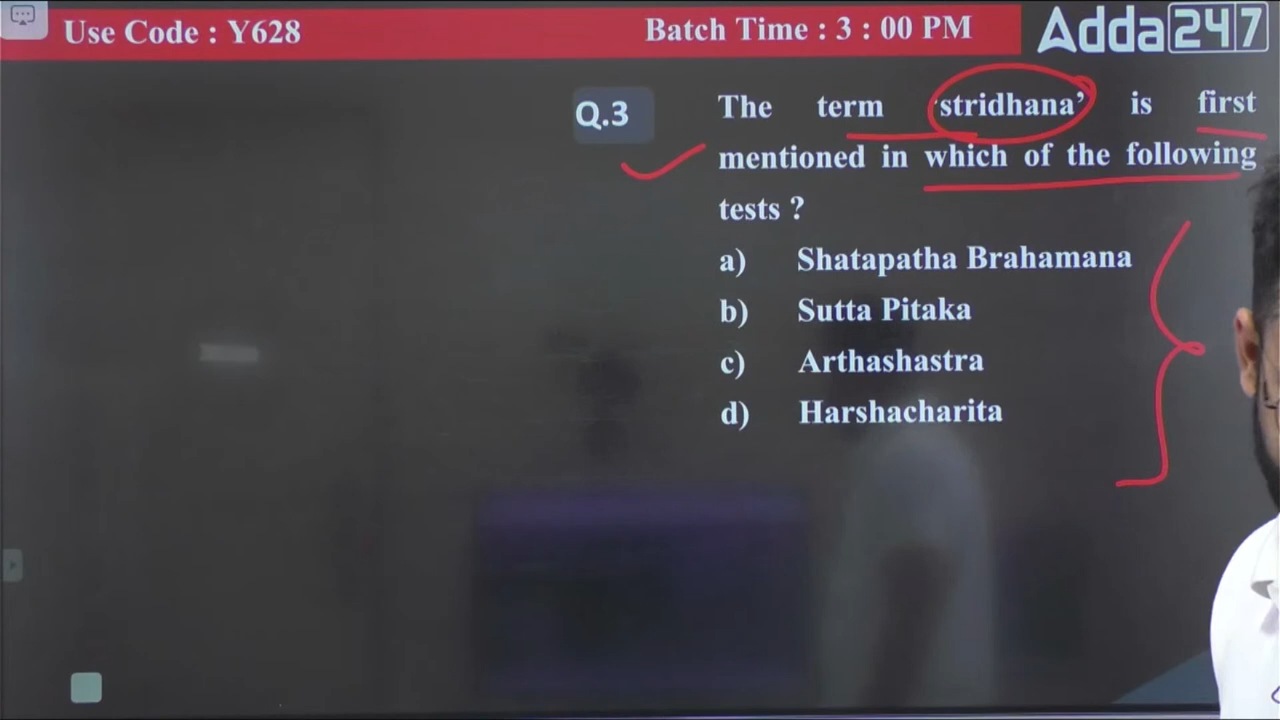 Use Code : Y628
Batch Time : 3 : 00 PM
Adda247
Q.3
The term ‘stridhana’ is first
mentioned in which of the following
tests ?
a) Shatapatha Brahamana
b) Sutta Pitaka
c) Arthashastra
d) Harshacharita